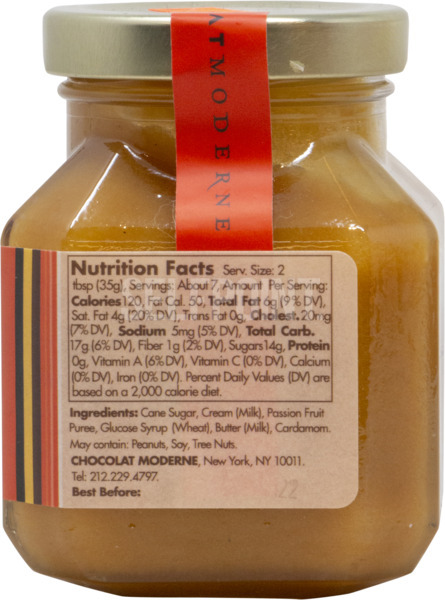 ATMODERNE
Nutrition Facts Serv. Size: 2
tbsp (35g), Servings: About 7, Amount Per Serving:
Calories 120, Fat Cal. 50, Total Fat 6g (9% DV),
Sat. Fat 4g (20% DV), Trans Fat 0g, Cholest. 20mg
(7% DV), Sodium 5mg (5% DV), Total Carb.
17g (6% DV), Fiber 1g (2% DV), Sugars 14g, Protein
0g, Vitamin A (6% DV), Vitamin C (0% DV), Calcium
(0% DV), Iron (0% DV). Percent Daily Values (DV) are
based on a 2,000 calorie diet.
Ingredients: Cane Sugar, Cream (Milk), Passion Fruit
Puree, Glucose Syrup (Wheat), Butter (Milk), Cardamom.
May contain: Peanuts, Soy, Tree Nuts.
CHOCOLAT MODERNE, New York, NY 10011.
Tel: 212.229.4797.
Best Before: